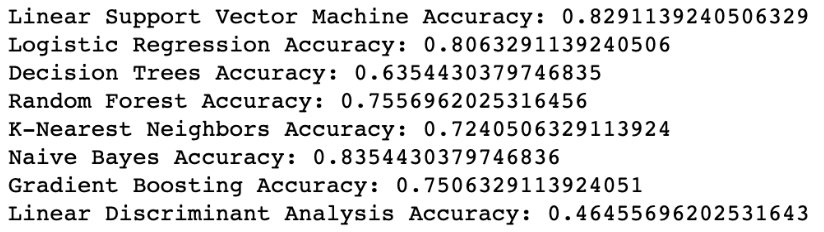 Linear Support Vector Machine Accuracy: 0.8291139240506329
Logistic Regression Accuracy: 0.8063291139240506
Decision Trees Accuracy: 0.6354430379746835
Random Forest Accuracy: 0.7556962025316456
K-Nearest Neighbors Accuracy: 0.7240506329113924
Naive Bayes Accuracy: 0.8354430379746836
Gradient Boosting Accuracy: 0.7506329113924051
Linear Discriminant Analysis Accuracy: 0.46455696202531643